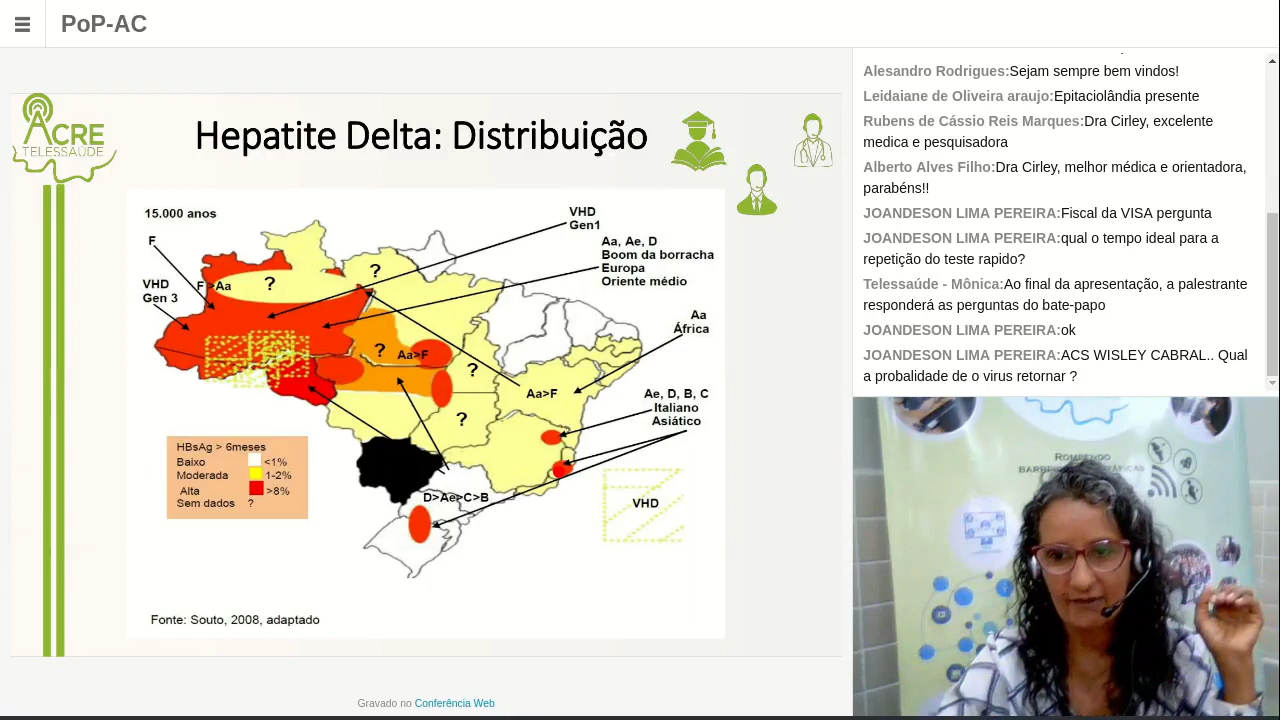 PoP-AC
ACRE
TELESSAÚDE
Hepatite Delta: Distribuição
15.000 anos
F
VHD
Gen 3
F >Aa
?
?
VHD
Gen1
Aa, Ae, D
Boom da borracha
Europa
Oriente médio
Aa
África
? Aa>F
?
Aa>F
?
Ae, D, B, C
Italiano
Asiático
HBsAg > 6meses
Baixo <1%
Moderada 1-2%
Alta >8%
Sem dados ?
D>Ae>C>B
VHD
Fonte: Souto, 2008, adaptado
Gravado no Conferência Web
Alesandro Rodrigues:Sejam sempre bem vindos!
Leidaiane de Oliveira araujo:Epitaciolândia presente
Rubens de Cássio Reis Marques:Dra Cirley, excelente
medica e pesquisadora
Alberto Alves Filho:Dra Cirley, melhor médica e orientadora,
parabéns!!
JOANDESON LIMA PEREIRA:Fiscal da VISA pergunta
JOANDESON LIMA PEREIRA:qual o tempo ideal para a
repetição do teste rapido?
Telessaúde - Mônica:Ao final da apresentação, a palestrante
responderá as perguntas do bate-papo
JOANDESON LIMA PEREIRA:ok
JOANDESON LIMA PEREIRA:ACS WISLEY CABRAL.. Qual
a probalidade de o virus retornar ?
ROMPENDO